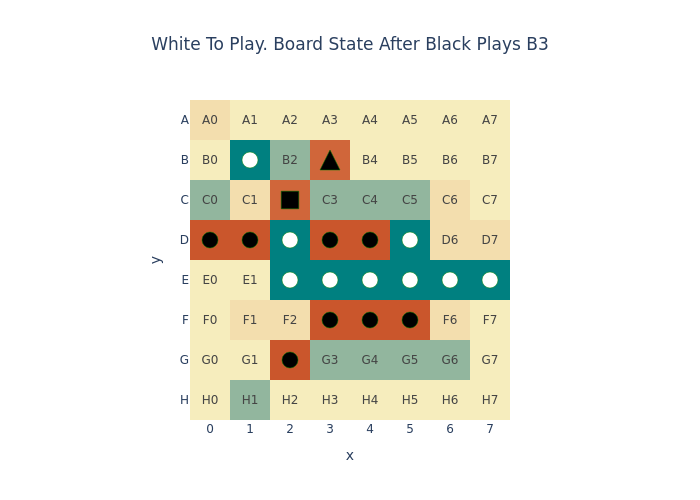 White To Play. Board State After Black Plays B3
A A0 A1 A2 A3 A4 A5 A6 A7
B B0 B2 B4 B5 B6 B7
C C0 C1 C3 C4 C5 C6 C7
D D6 D7
E E0 E1
F F0 F1 F2 F6 F7
G G0 G1 G3 G4 G5 G6 G7
H H0 H1 H2 H3 H4 H5 H6 H7
0 1 2 3 4 5 6 7
x
y